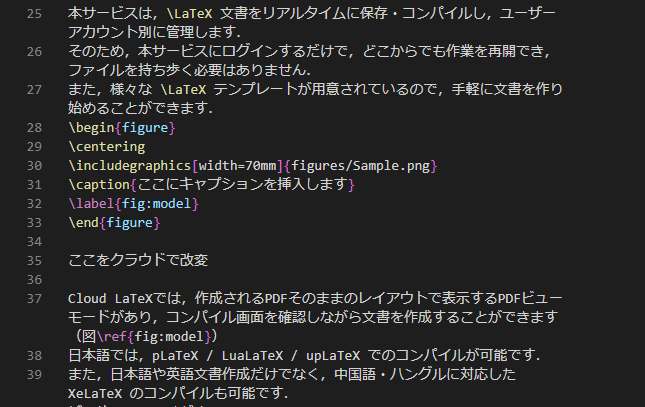 25 本サービスは，\LaTeX 文書をリアルタイムに保存・コンパイルし，ユーザー
アカウント別に管理します．
26 そのため，本サービスにログインするだけで，どこからでも作業を再開でき，
ファイルを持ち歩く必要はありません．
27 また，様々な \LaTeX テンプレートが用意されているので，手軽に文書を作り
始めることができます．
28 \begin{figure}
29 \centering
30 \includegraphics[width=70mm]{figures/Sample.png}
31 \caption{ここにキャプションを挿入します}
32 \label{fig:model}
33 \end{figure}
34
35 ここをクラウドで改変
36
37 Cloud LaTeXでは，作成されるPDFそのままのレイアウトで表示するPDFビュー
モードがあり，コンパイル画面を確認しながら文書を作成することができます
（図\ref{fig:model}）
38 日本語では，pLaTeX / LuaLaTeX / upLaTeX でのコンパイルが可能です．
39 また，日本語や英語文書作成だけでなく，中国語・ハングルに対応した
XeLaTeX のコンパイルも可能です．